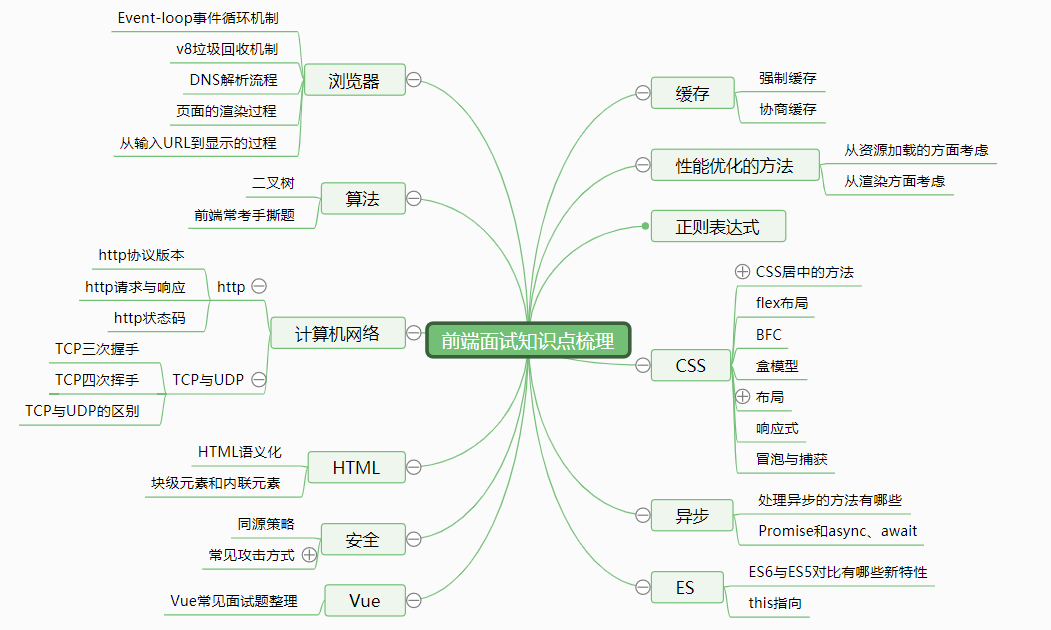 前端面试知识点梳理
浏览器
Event-loop事件循环机制
v8垃圾回收机制
DNS解析流程
页面的渲染过程
从输入URL到显示的过程
算法
二叉树
前端常考手撕题
计算机网络
http
http协议版本
http请求与响应
http状态码
TCP与UDP
TCP三次握手
TCP四次挥手
TCP与UDP的区别
HTML
HTML语义化
块级元素和内联元素
安全
同源策略
常见攻击方式
Vue
Vue常见面试题整理
缓存
强制缓存
协商缓存
性能优化的方法
从资源加载的方面考虑
从渲染方面考虑
正则表达式
CSS
CSS居中的方法
flex布局
BFC
盒模型
布局
响应式
冒泡与捕获
异步
处理异步的方法有哪些
Promise和async、await
ES
ES6与ES5对比有哪些新特性
this指向